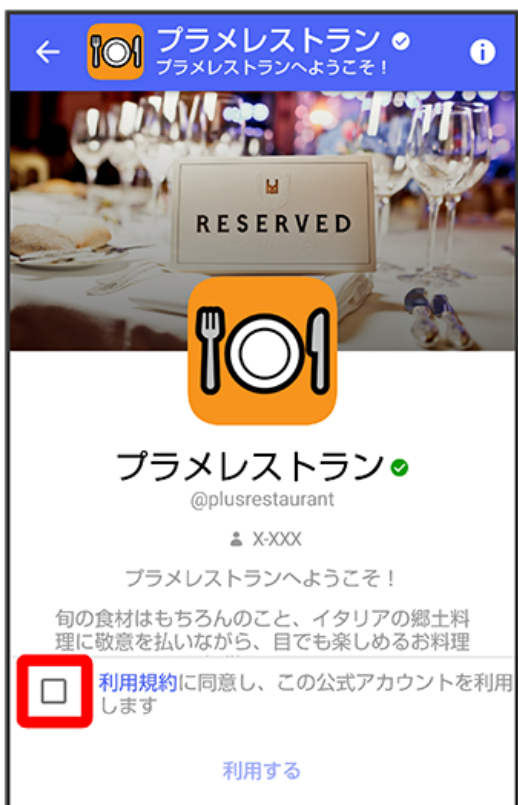 プラメレストラン
プラメレストランへようこそ！
RESERVED
プラメレストラン
@plusrestaurant
X-XXX
プラメレストランへようこそ！
旬の食材はもちろんのこと、イタリアの郷土料
理に敬意を払いながら、目でも楽しめるお料理
利用規約に同意し、この公式アカウントを利用
します
利用する